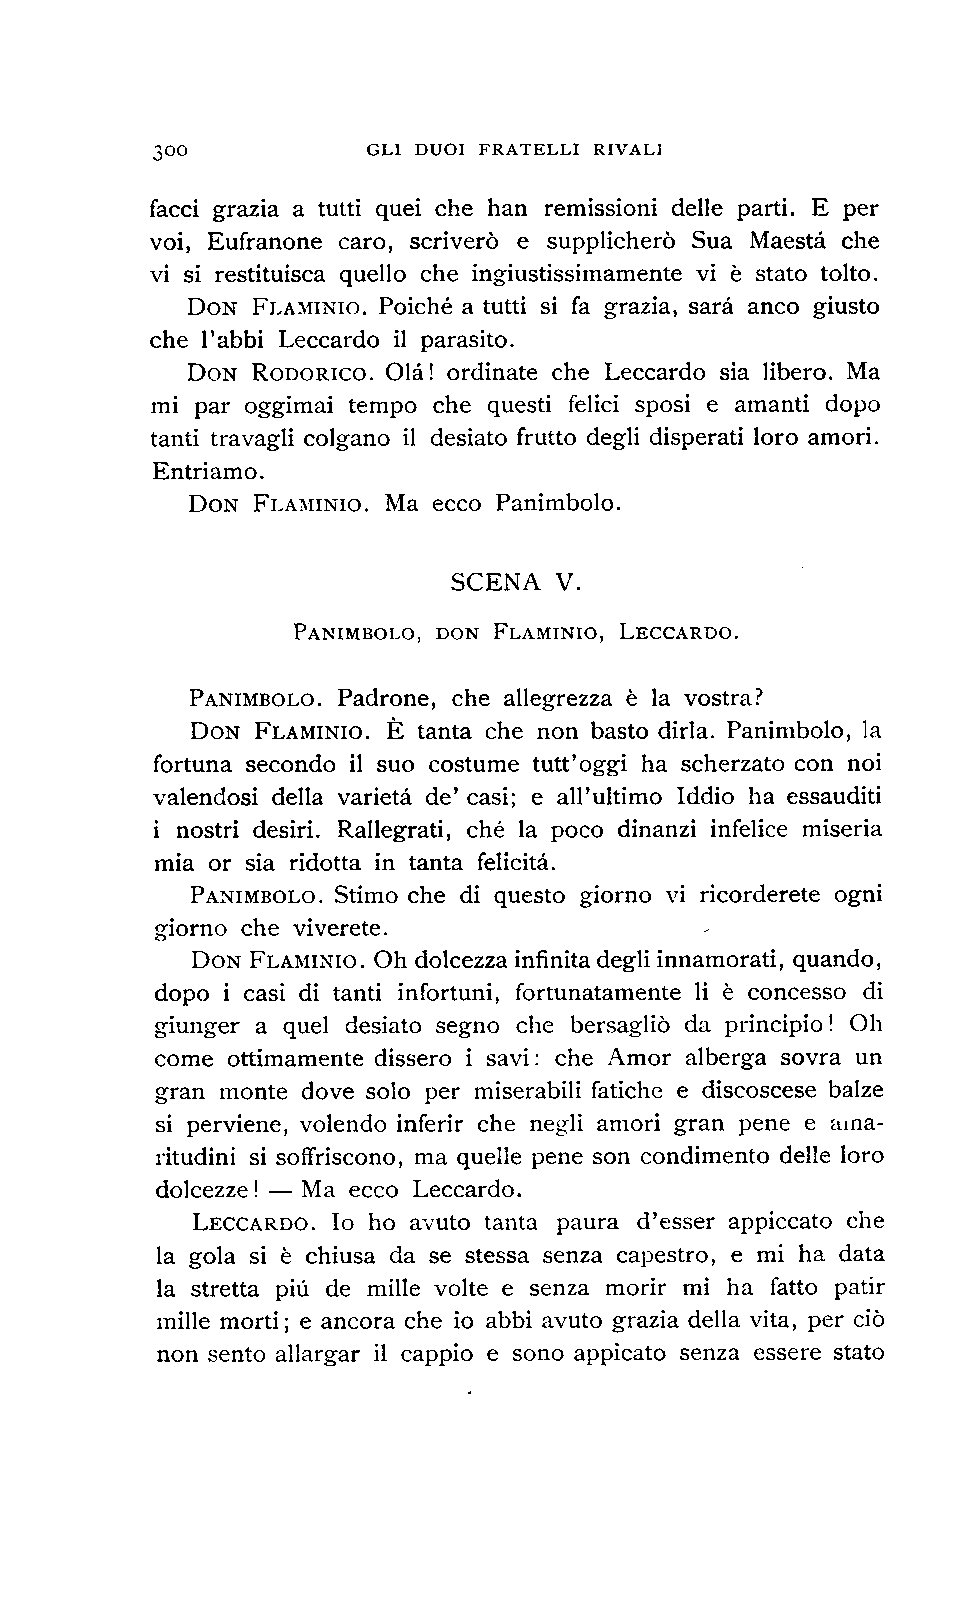 300 GLI DUOI FRATELLI RIVALI
facci grazia a tutti quei che han remissioni delle parti. E per
voi, Eufranone caro, scriverò e supplicherò Sua Maestá che
vi si restituisca quello che ingiustissimamente vi è stato tolto.
DON FLAMINIO. Poiché a tutti si fa grazia, sará anco giusto
che l'abbi Leccardo il parasito.
DON RODORICO. Olá! ordinate che Leccardo sia libero. Ma
mi par oggimai tempo che questi felici sposi e amanti dopo
tanti travagli colgano il desiato frutto degli disperati loro amori.
Entriamo.
DON FLAMINIO. Ma ecco Panimbolo.
SCENA V.
PANIMBOLO, DON FLAMINIO, LECCARDO.
PANIMBOLO. Padrone, che allegrezza è la vostra?
DON FLAMINIO. È tanta che non basto dirla. Panimbolo, la
fortuna secondo il suo costume tutt'oggi ha scherzato con noi
valendosi della varietá de' casi; e all'ultimo Iddio ha essauditi
i nostri desiri. Rallegrati, ché la poco dinanzi infelice miseria
mia or sia ridotta in tanta felicitá.
PANIMBOLO. Stimo che di questo giorno vi ricorderete ogni
giorno che viverete.
DON FLAMINIO. Oh dolcezza infinita degli innamorati, quando,
dopo i casi di tanti infortuni, fortunatamente li è concesso di
giunger a quel desiato segno che bersagliò da principio! Oh
come ottimamente dissero i savi: che Amor alberga sovra un
gran monte dove solo per miserabili fatiche e discoscese balze
si perviene, volendo inferir che negli amori gran pene e ama-
ritudini si soffriscono, ma quelle pene son condimento delle loro
dolcezze! — Ma ecco Leccardo.
LECCARDO. Io ho avuto tanta paura d'esser appiccato che
la gola si è chiusa da se stessa senza capestro, e mi ha data
la stretta piú de mille volte e senza morir mi ha fatto patir
mille morti; e ancora che io abbi avuto grazia della vita, per ciò
non sento allargar il cappio e sono appicato senza essere stato